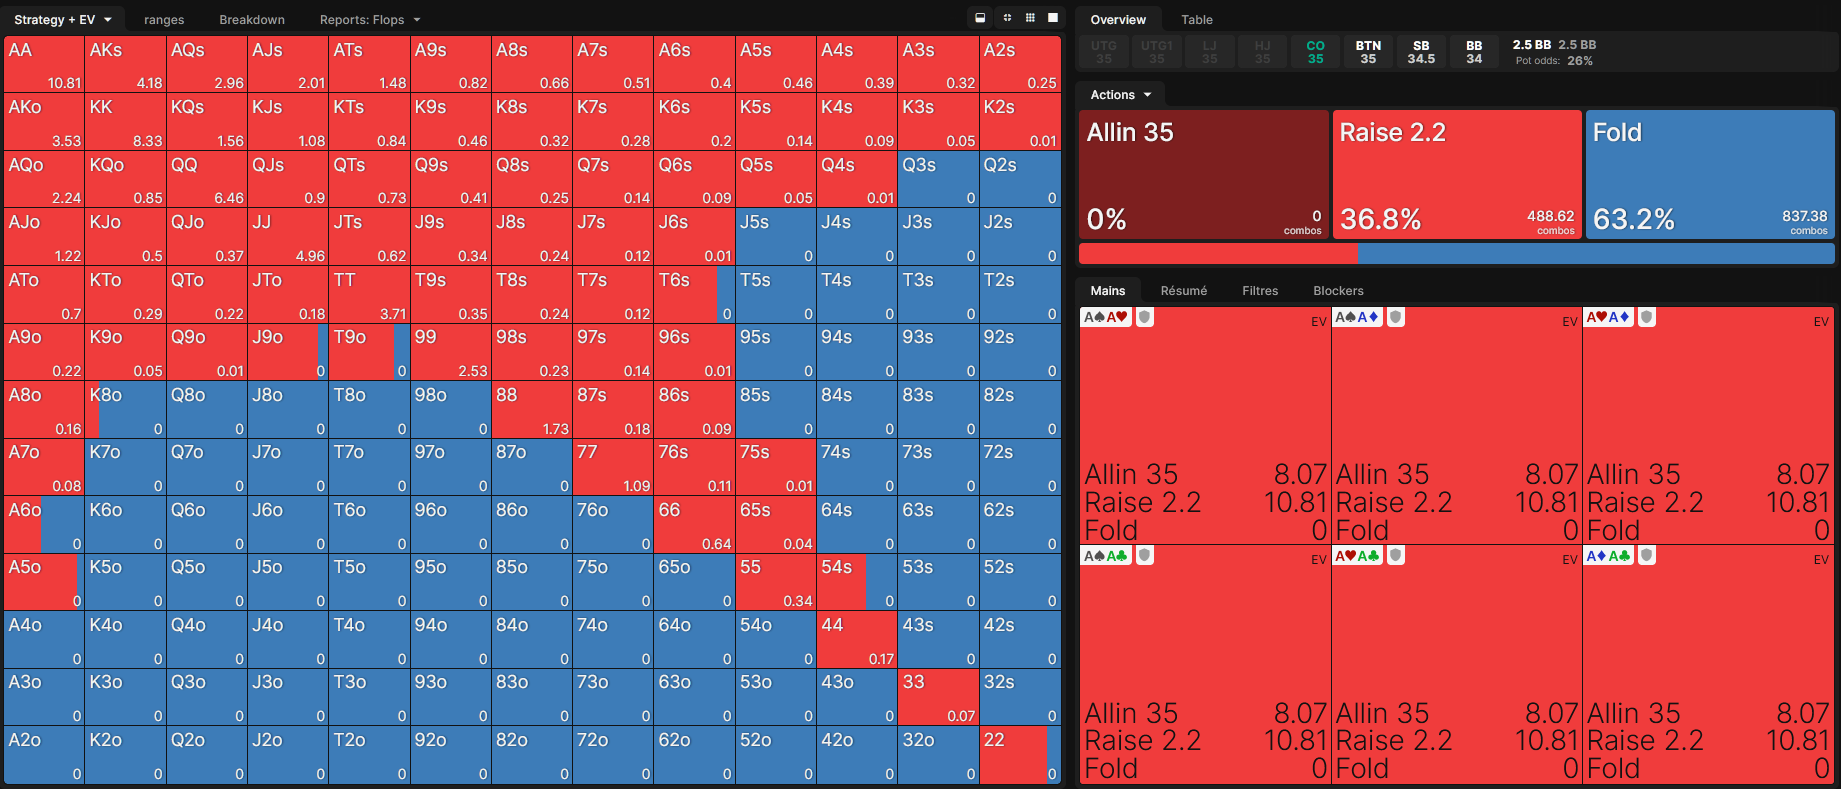 Strategy + EV ranges Breakdown Reports: Flops
AA AKs AQs AJs ATs A9s A8s A7s A6s A5s A4s A3s A2s
10.81 4.18 2.96 2.01 1.48 0.82 0.66 0.51 0.4 0.46 0.39 0.32 0.25
AKo KK KQs KJs KTs K9s K8s K7s K6s K5s K4s K3s K2s
3.53 8.33 1.56 1.08 0.84 0.46 0.32 0.28 0.2 0.14 0.09 0.05 0.01
AQo KQo QQ QJs QTs Q9s Q8s Q7s Q6s Q5s Q4s Q3s Q2s
2.24 0.85 6.46 0.9 0.73 0.41 0.25 0.14 0.09 0.05 0.01 0 0
AJo KJo QJo JJ JTs J9s J8s J7s J6s J5s J4s J3s J2s
1.22 0.5 0.37 4.96 0.62 0.34 0.24 0.12 0.01 0 0 0 0
ATo KTo QTo JTo TT T9s T8s T7s T6s T5s T4s T3s T2s
0.7 0.29 0.22 0.18 3.71 0.35 0.24 0.12 0 0 0 0 0
A9o K9o Q9o J9o T9o 99 98s 97s 96s 95s 94s 93s 92s
0.22 0.05 0.01 0 0 2.53 0.23 0.14 0.01 0 0 0 0
A8o K8o Q8o J8o T8o 98o 88 87s 86s 85s 84s 83s 82s
0.16 0 0 0 0 0 1.73 0.18 0.09 0 0 0 0
A7o K7o Q7o J7o T7o 97o 87o 77 76s 75s 74s 73s 72s
0.08 0 0 0 0 0 0 1.09 0.11 0.01 0 0 0
A6o K6o Q6o J6o T6o 96o 86o 76o 66 65s 64s 63s 62s
0 0 0 0 0 0 0 0 0.64 0.04 0 0 0
A5o K5o Q5o J5o T5o 95o 85o 75o 65o 55 54s 53s 52s
0 0 0 0 0 0 0 0 0 0.34 0 0 0
A4o K4o Q4o J4o T4o 94o 84o 74o 64o 54o 44 43s 42s
0 0 0 0 0 0 0 0 0 0 0.17 0 0
A3o K3o Q3o J3o T3o 93o 83o 73o 63o 53o 43o 33 32s
0 0 0 0 0 0 0 0 0 0 0 0.07 0
A2o K2o Q2o J2o T2o 92o 82o 72o 62o 52o 42o 32o 22
0 0 0 0 0 0 0 0 0 0 0 0 0
Overview Table
UTG UTG1 LJ HJ CO BTN SB BB 2.5 BB 2.5 BB
35 35 35 35 35 35 34.5 34 Pot odds: 26%
Actions
Allin 35 Raise 2.2 Fold
0% 0 combos 36.8% 488.62 combos 63.2% 837.38 combos
Mains Résumé Filtres Blockers
A♠A♥ EV A♠A♦ EV A♥A♦ EV
Allin 35 8.07 Allin 35 8.07 Allin 35 8.07
Raise 2.2 10.81 Raise 2.2 10.81 Raise 2.2 10.81
Fold 0 Fold 0 Fold 0
A♠A♣ EV A♥A♣ EV A♦A♣ EV
Allin 35 8.07 Allin 35 8.07 Allin 35 8.07
Raise 2.2 10.81 Raise 2.2 10.81 Raise 2.2 10.81
Fold 0 Fold 0 Fold 0